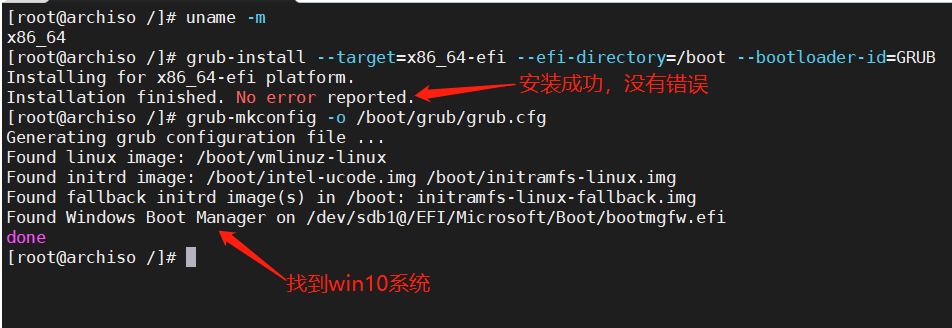 [root@archiso /]# uname -m
x86_64
[root@archiso /]# grub-install --target=x86_64-efi --efi-directory=/boot --bootloader-id=GRUB
Installing for x86_64-efi platform.
Installation finished. No error reported.
安装成功，没有错误
[root@archiso /]# grub-mkconfig -o /boot/grub/grub.cfg
Generating grub configuration file ...
Found linux image: /boot/vmlinuz-linux
Found initrd image: /boot/intel-ucode.img /boot/initramfs-linux.img
Found fallback initrd image(s) in /boot: initramfs-linux-fallback.img
Found Windows Boot Manager on /dev/sdb1@/EFI/Microsoft/Boot/bootmgfw.efi
done
[root@archiso /]#
找到win10系统